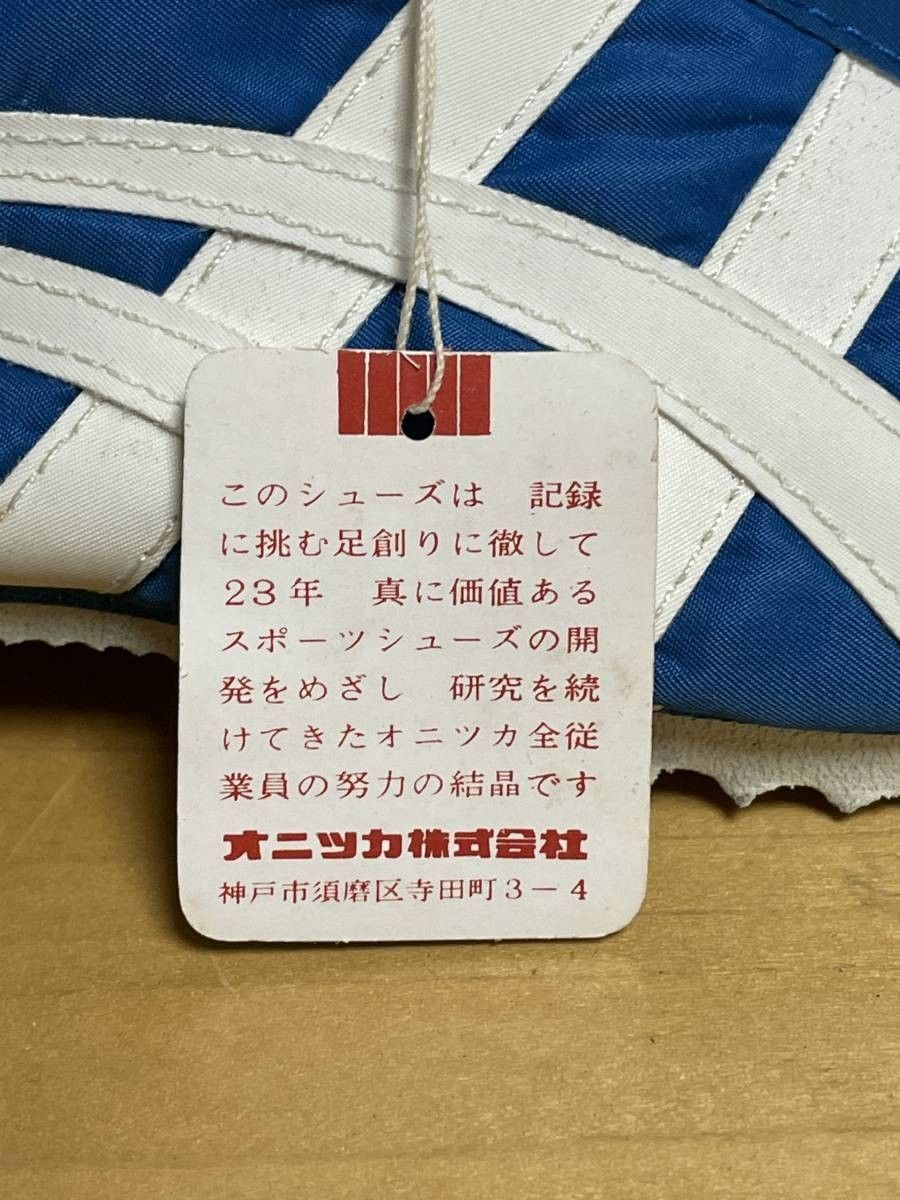 このシューズは　記録
に挑む足創りに徹して
23年　真に価値ある
スポーツシューズの開
発をめざし　研究を続
けてきたオニツカ全従
業員の努力の結晶です
オニツカ株式会社
神戸市須磨区寺田町3-4